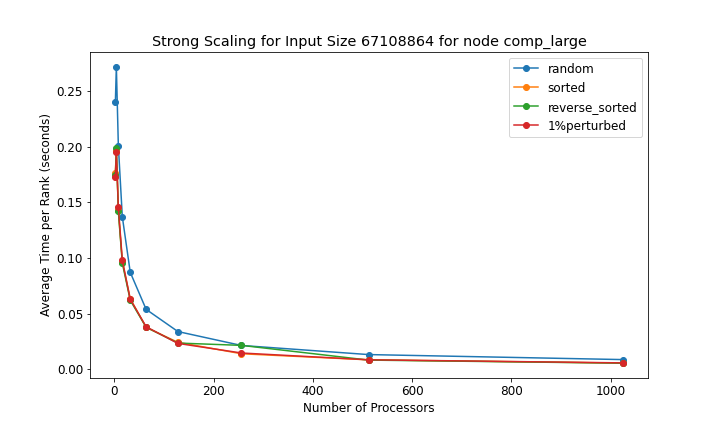 Strong Scaling for Input Size 67108864 for node comp_large
random
sorted
reverse_sorted
1%perturbed
Average Time per Rank (seconds)
0.25
0.20
0.15
0.10
0.05
0.00
0 200 400 600 800 1000
Number of Processors